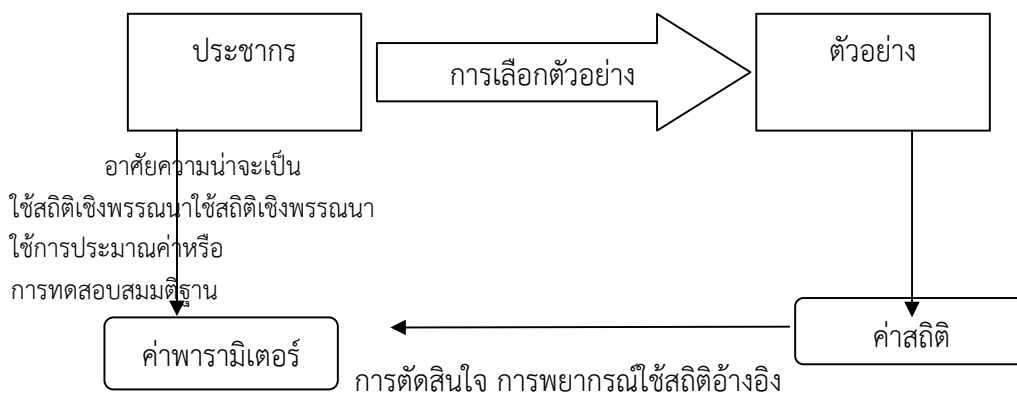 ประชากร
การเลือกตัวอย่าง
ตัวอย่าง
อาศัยความน่าจะเป็น
ใช้สถิติเชิงพรรณนาใช้สถิติเชิงพรรณนา
ใช้การประมาณค่าหรือ
การทดสอบสมมติฐาน
ค่าพารามิเตอร์
ค่าสถิติ
การตัดสินใจ การพยากรณ์ใช้สถิติอ้างอิง